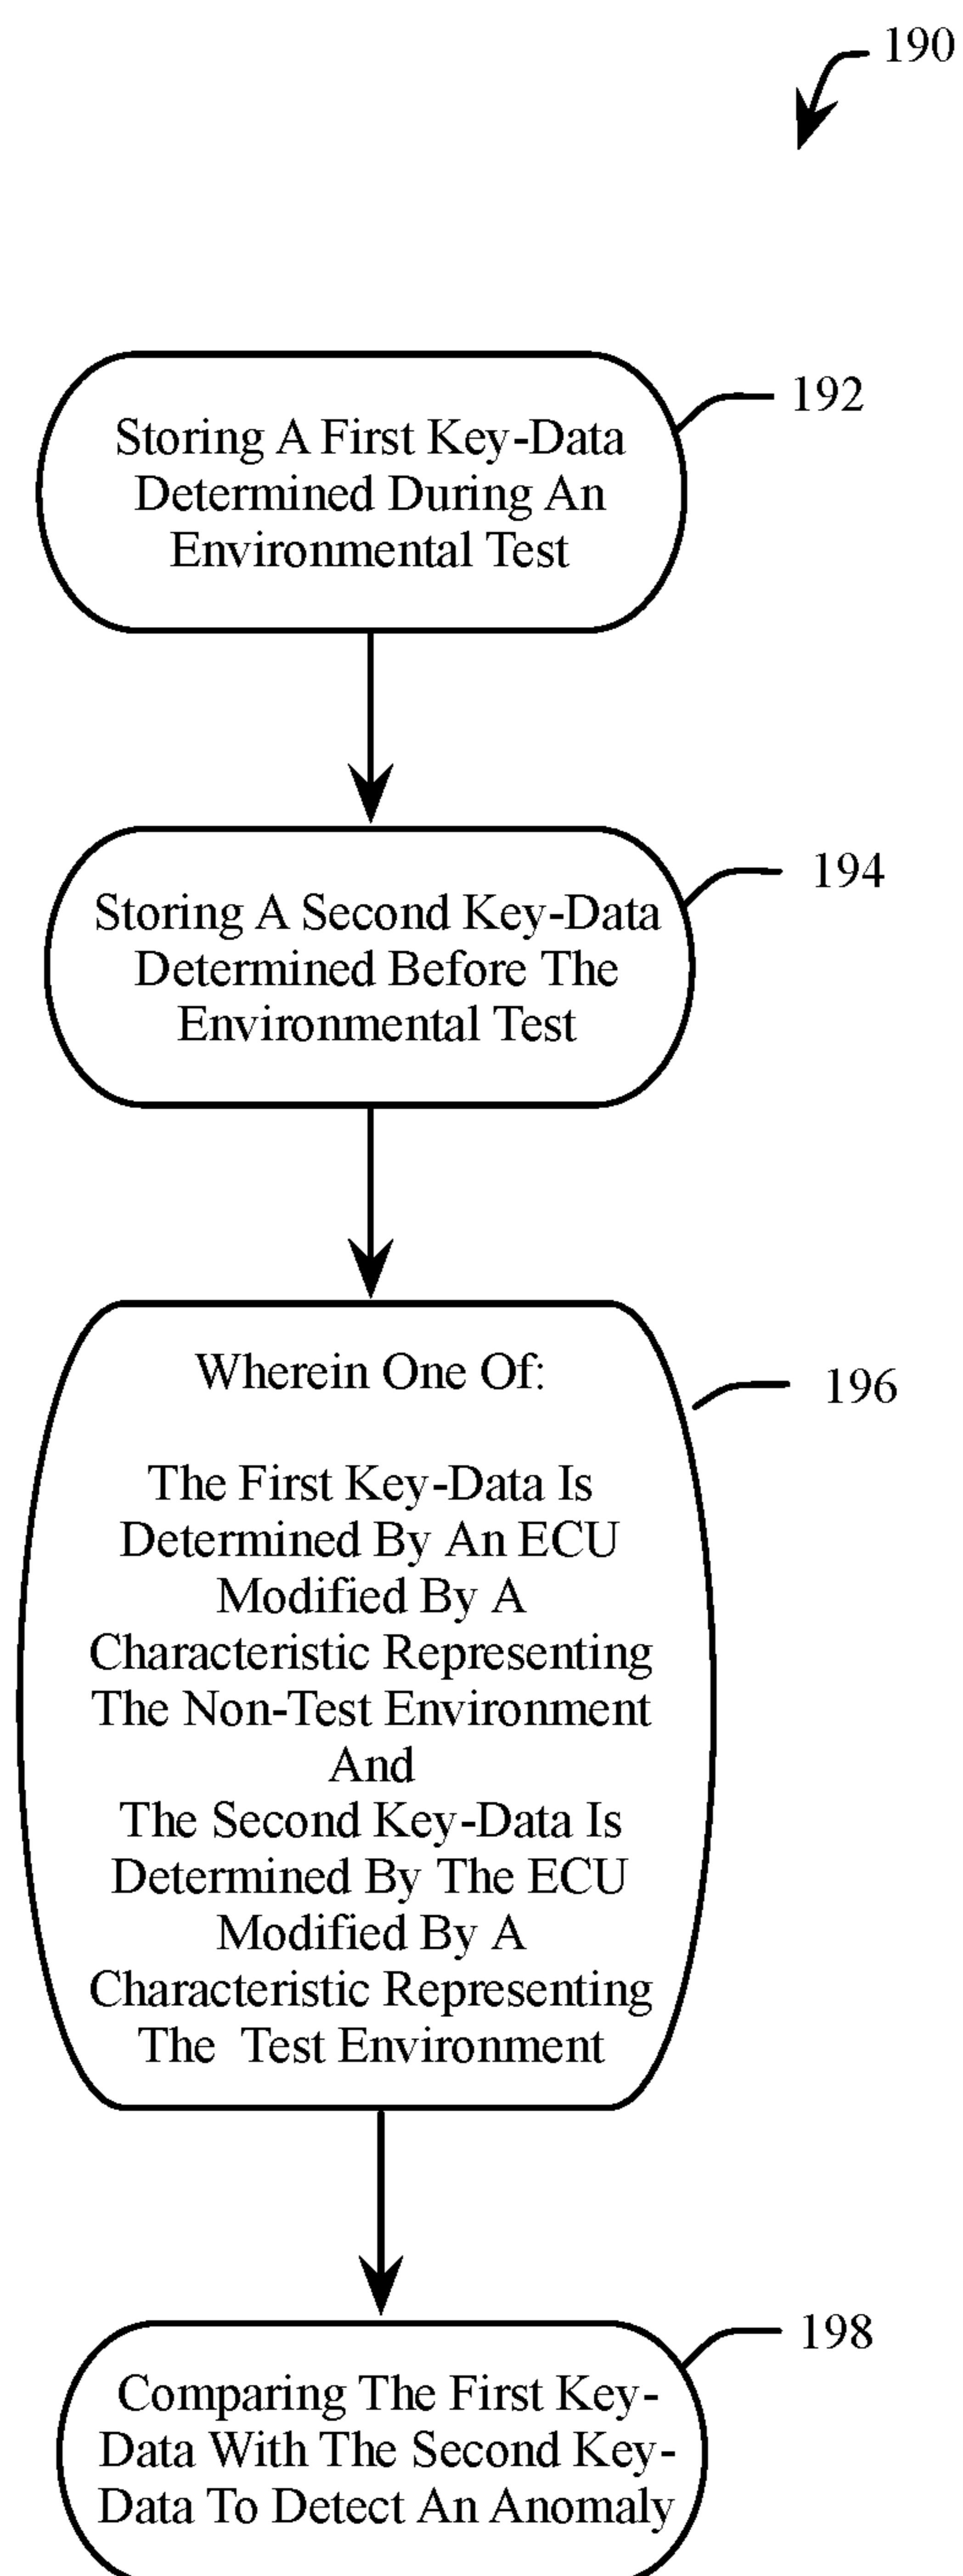 190
192
Storing A First Key-Data
Determined During An
Environmental Test
194
Storing A Second Key-Data
Determined Before The
Environmental Test
196
Wherein One Of:
The First Key-Data Is
Determined By An ECU
Modified By A
Characteristic Representing
The Non-Test Environment
And
The Second Key-Data Is
Determined By The ECU
Modified By A
Characteristic Representing
The Test Environment
198
Comparing The First Key-
Data With The Second Key-
Data To Detect An Anomaly